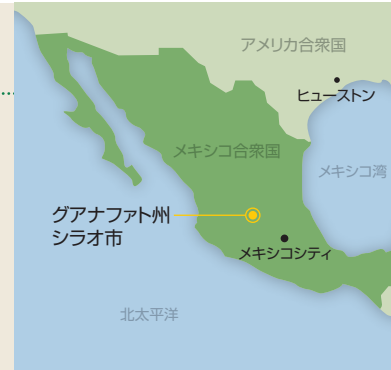 アメリカ合衆国
ヒューストン
メキシコ合衆国
メキシコ湾
グアナファト州
シラオ市
メキシコシティ
北太平洋